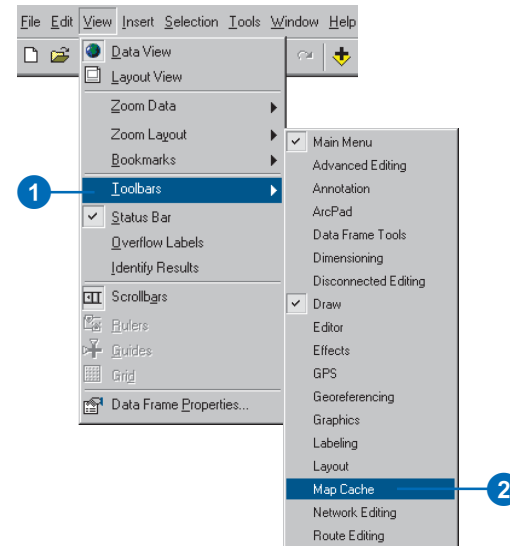 File Edit View Insert Selection Tools Window Help
Data View
Layout View
Zoom Data
Zoom Layout
Bookmarks
1
Toolbars
Status Bar
Overflow Labels
Identify Results
Scrollbars
Rulers
Guides
Grid
Data Frame Properties...
Main Menu
Advanced Editing
Annotation
ArcPad
Data Frame Tools
Dimensioning
Disconnected Editing
Draw
Editor
Effects
GPS
Georeferencing
Graphics
Labeling
Layout
Map Cache
2
Network Editing
Route Editing